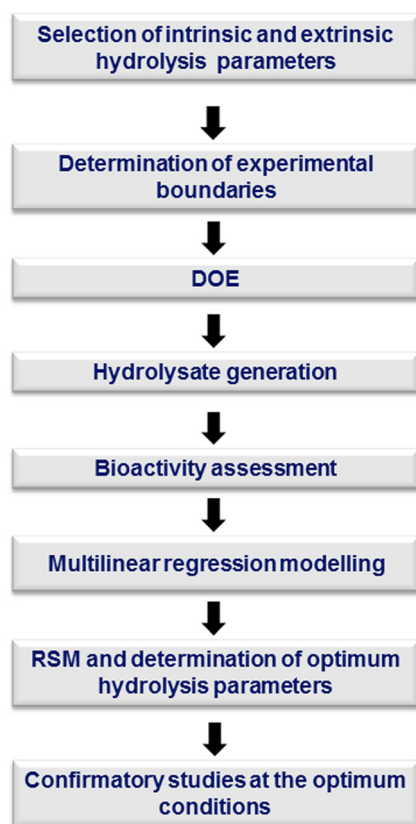 Selection of intrinsic and extrinsic
hydrolysis parameters
Determination of experimental
boundaries
DOE
Hydrolysate generation
Bioactivity assessment
Multilinear regression modelling
RSM and determination of optimum
hydrolysis parameters
Confirmatory studies at the optimum
conditions